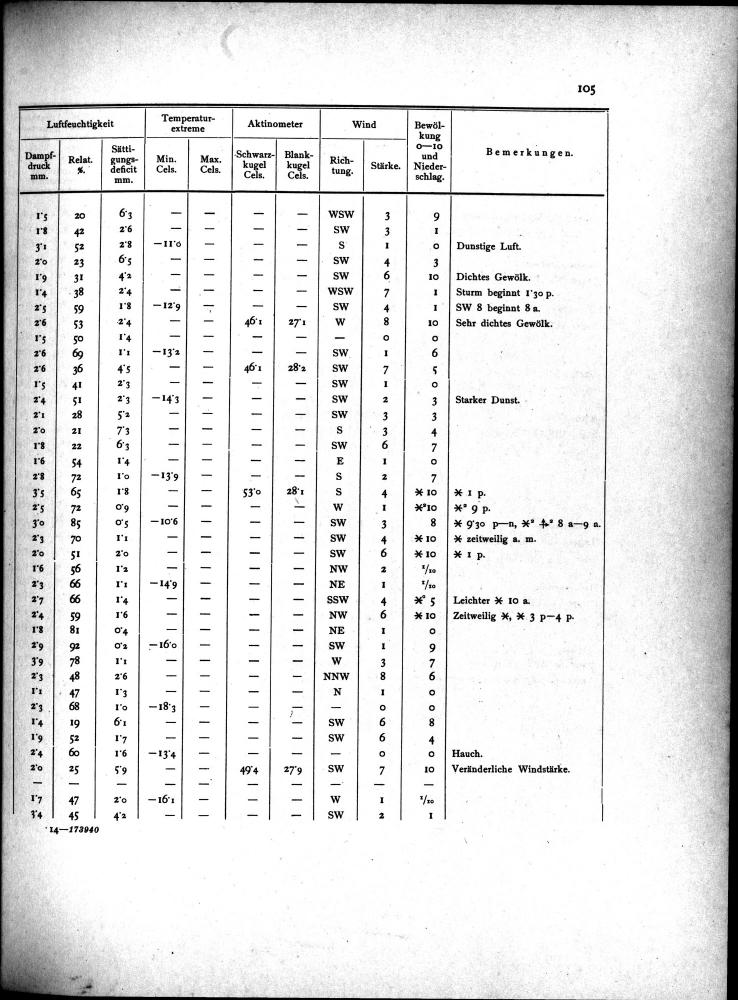 105
Luftfeuchtigkeit Temperatur-extreme Aktinometer Wind Bewöl-kung 0—10 und Nieder-schlag. Bemerkungen.
Dampf-druck mm. Relat. %. Sätti-gungs-deficit mm. Min. Cels. Max. Cels. Schwarz-kugel Cels. Blank-kugel Cels. Rich-tung. Stärke.
1·5 20 6·3 — — — — WSW 3 9
1·8 42 2·6 — — — — SW 3 1
3·1 52 2·8 —11·0 — — — S 1 0 Dunstige Luft.
2·0 23 6·5 — — — — SW 4 3
1·9 31 4·2 — — — — SW 6 10 Dichtes Gewölk.
1·4 38 2·4 — — — — WSW 7 1 Sturm beginnt 1·30 p.
2·5 59 1·8 —12·9 — — — SW 4 1 SW 8 beginnt 8 a.
2·6 53 2·4 — — 46·1 27·1 W 8 10 Sehr dichtes Gewölk.
1·5 50 1·4 — — — — — 0 0
2·6 69 1·1 —13·2 — — — SW 1 6
2·6 36 4·5 — — 46·1 28·2 SW 7 5
1·5 41 2·3 — — — — SW 1 0
2·4 51 2·3 —14·3 — — — SW 2 3 Starker Dunst.
2·1 28 5·2 — — — — SW 3 3
2·0 21 7·3 — — — — S 3 4
1·8 22 6·3 — — — — SW 6 7
1·6 54 1·4 — — — — E 1 0
2·8 72 1·0 —13·9 — — — S 2 7
3·5 65 1·8 — — 53·0 28·1 S 4 ✳ 10 ✳ 1 p.
2·5 72 0·9 — — — — W 1 ✳°10 ✳° 9 p.
3·0 85 0·5 —10·6 — — — SW 3 8 ✳ 9·30 p—n, ✳° 8 a—9 a.
2·3 70 1·1 — — — — SW 4 ✳ 10 ✳ zeitweilig a. m.
2·0 51 2·0 — — — — SW 6 ✳ 10 ✳ 1 p.
1·6 56 1·2 — — — — NW 2 1/10
2·3 66 1·1 —14·9 — — — NE 1 1/10
2·7 66 1·4 — — — — SSW 4 ✳° 5 Leichter ✳ 10 a.
2·4 59 1·6 — — — — NW 6 ✳ 10 Zeitweilig ✳, ✳ 3 p—4 p.
1·8 81 0·4 — — — — NE 1 0
2·9 92 0·2 —16·0 — — — SW 1 9
3·9 78 1·1 — — — — W 3 7
2·3 48 2·6 — — — — NNW 8 6
1·1 47 1·3 — — — — N 1 0
2·3 68 1·0 —18·3 — — — — 0 0
1·4 19 6·1 — — — — SW 6 8
1·9 52 1·7 — — — — SW 6 4
2·4 60 1·6 —13·4 — — — — 0 0 Hauch.
2·0 25 5·9 — — 49·4 27·9 SW 7 10 Veränderliche Windstärke.
— — — — — — — — — —
1·7 47 2·0 —16·1 — — — W 1 1/10
3·4 45 4·2 — — — — SW 2 1
14—173940